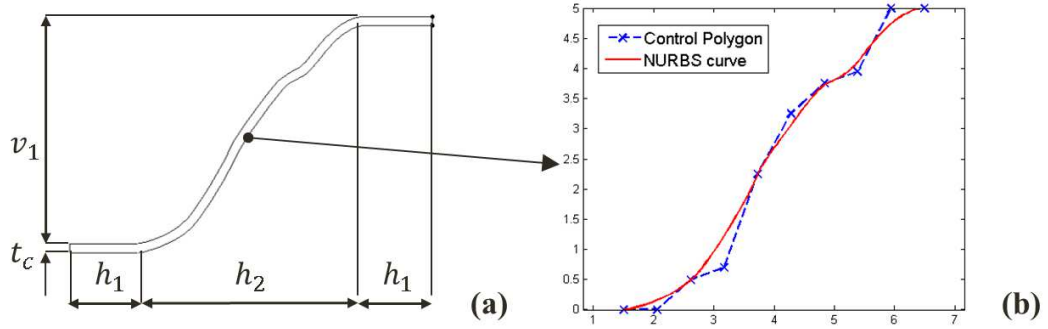 v₁
t_c
h₁
h₂
h₁
(a)
Control Polygon
NURBS curve
5
4.5
4
3.5
3
2.5
2
1.5
1
0.5
0
1 2 3 4 5 6 7
(b)